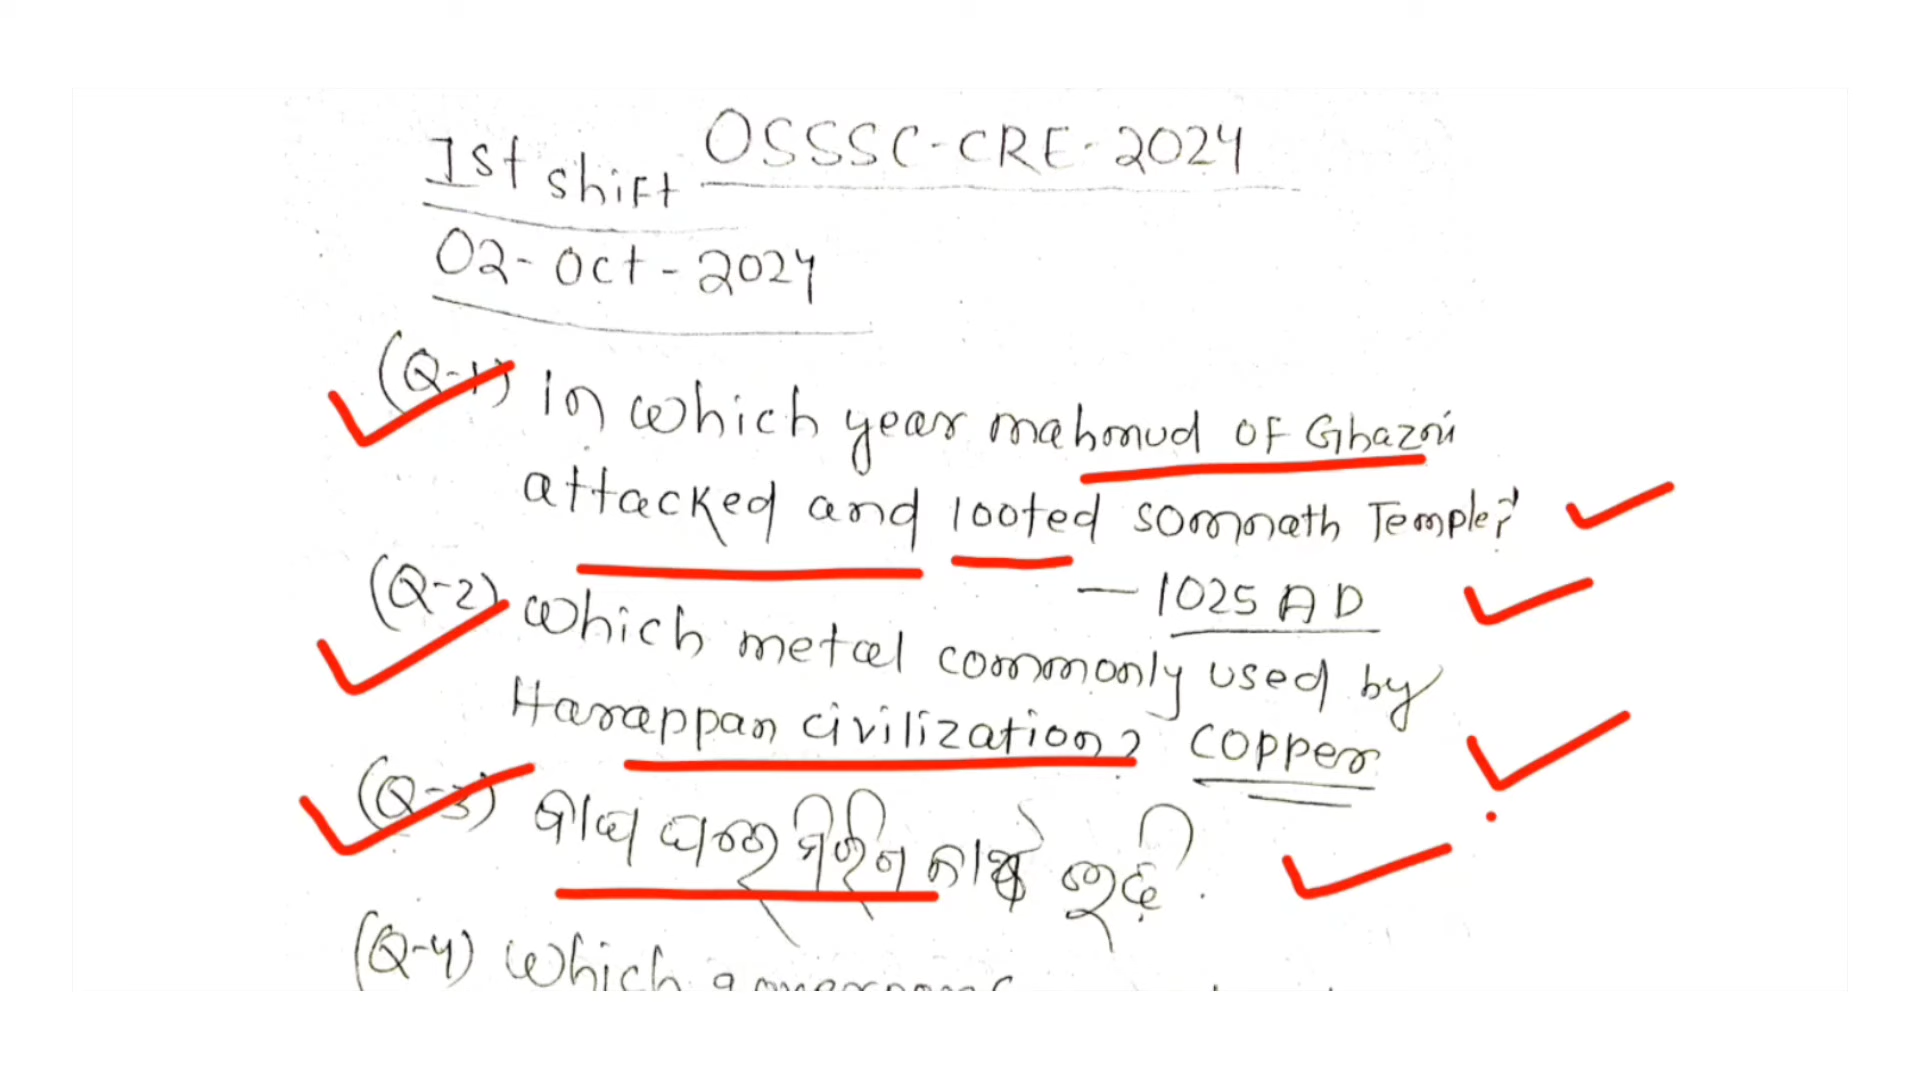 OSSSC-CRE-2024
1st shift
02-Oct-2024
(Q-1) in which year mahmud of Ghazni
attacked and looted somnath Temple?
— 1025 AD
(Q-2) which metal commonly used by
Harappan civilization? copper
(Q-3)
(Q-4) which